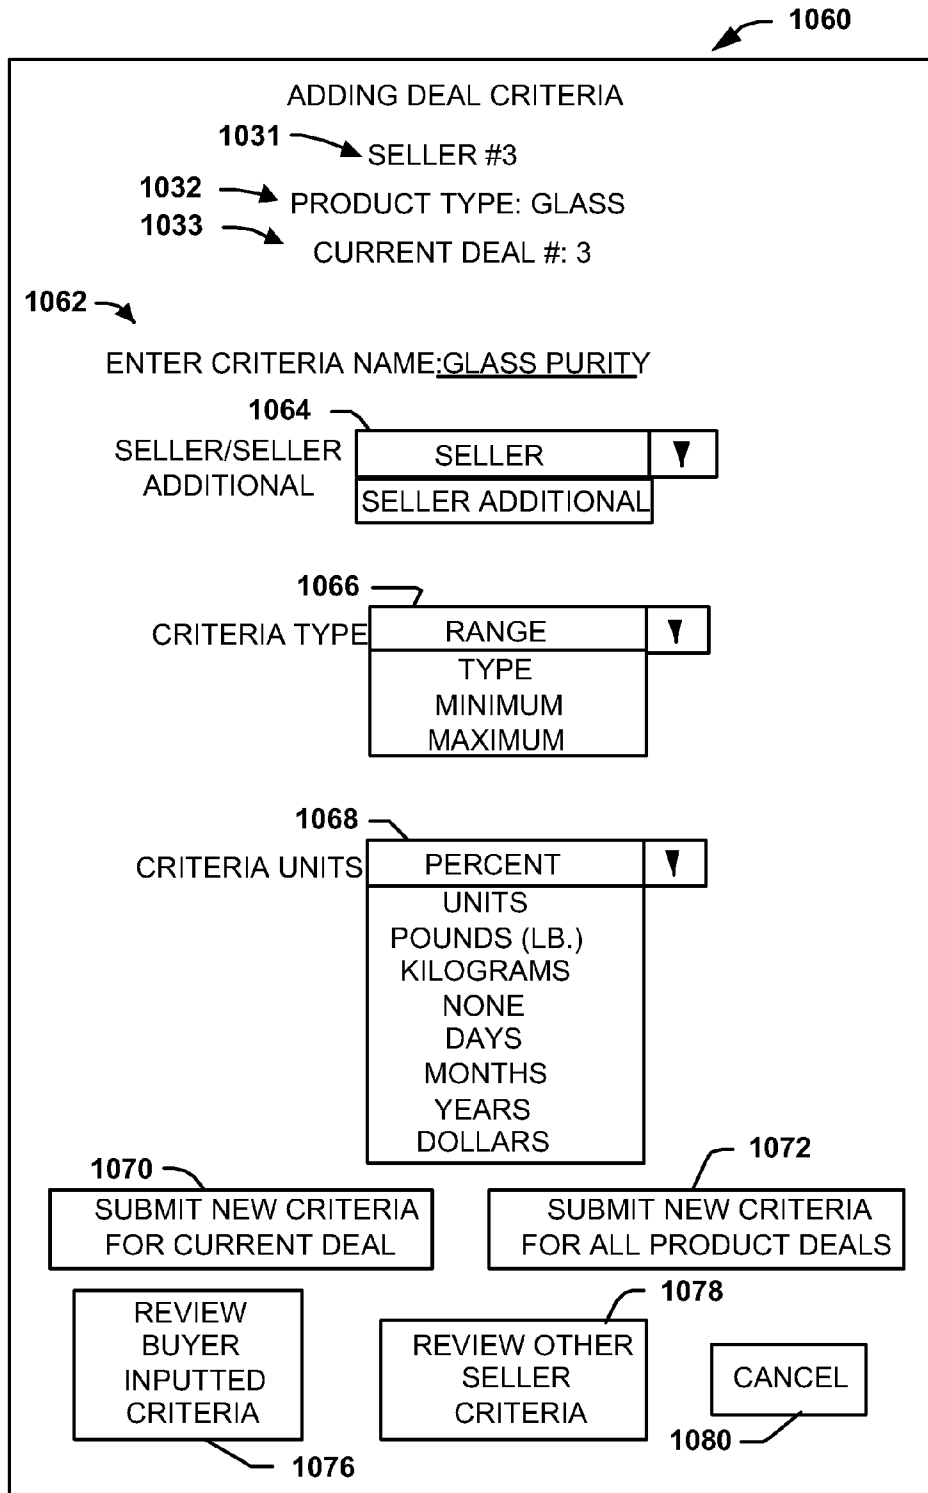 1060
ADDING DEAL CRITERIA
1031
SELLER #3
1032
PRODUCT TYPE: GLASS
1033
CURRENT DEAL #: 3
1062
ENTER CRITERIA NAME:GLASS PURITY
1064
SELLER/SELLER
ADDITIONAL
SELLER
SELLER ADDITIONAL
1066
CRITERIA TYPE
RANGE
TYPE
MINIMUM
MAXIMUM
1068
CRITERIA UNITS
PERCENT
UNITS
POUNDS (LB.)
KILOGRAMS
NONE
DAYS
MONTHS
YEARS
DOLLARS
1070
SUBMIT NEW CRITERIA
FOR CURRENT DEAL
1072
SUBMIT NEW CRITERIA
FOR ALL PRODUCT DEALS
REVIEW
BUYER
INPUTTED
CRITERIA
1076
1078
REVIEW OTHER
SELLER
CRITERIA
CANCEL
1080